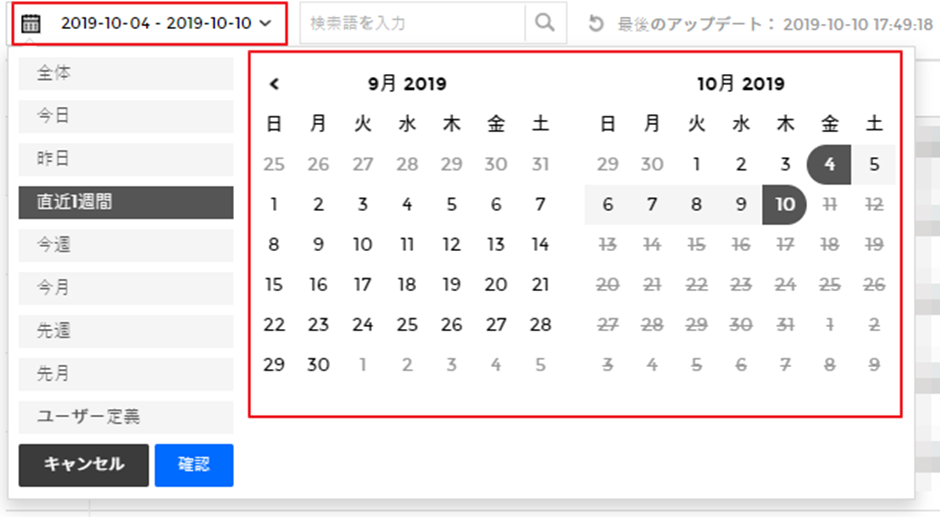 2019-10-04 - 2019-10-10 検索語を入力 最後のアップデート： 2019-10-10 17:49:18
全体
今日
昨日
直近1週間
今週
今月
先週
先月
ユーザー定義
キャンセル 確認
9月 2019
日 月 火 水 木 金 土
25 26 27 28 29 30 31
1 2 3 4 5 6 7
8 9 10 11 12 13 14
15 16 17 18 19 20 21
22 23 24 25 26 27 28
29 30 1 2 3 4 5
10月 2019
日 月 火 水 木 金 土
29 30 1 2 3 4 5
6 7 8 9 10 11 12
13 14 15 16 17 18 19
20 21 22 23 24 25 26
27 28 29 30 31 1 2
3 4 5 6 7 8 9